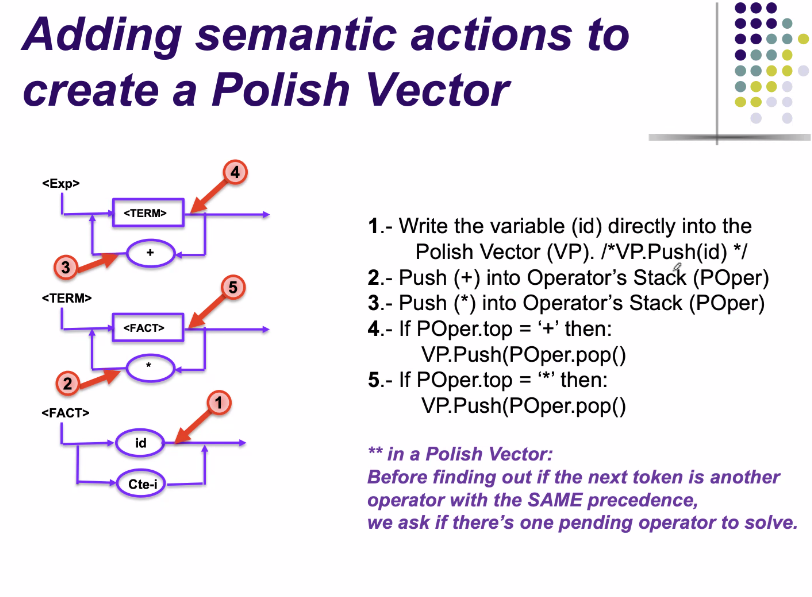 Adding semantic actions to
create a Polish Vector
<Exp>
<TERM>
4
+
3
<TERM>
<FACT>
5
*
2
<FACT>
1
id
Cte-i
1.- Write the variable (id) directly into the
Polish Vector (VP). /*VP.Push(id) */
2.- Push (+) into Operator's Stack (POper)
3.- Push (*) into Operator's Stack (POper)
4.- If POper.top = ‘+’ then:
VP.Push(POper.pop()
5.- If POper.top = ‘*’ then:
VP.Push(POper.pop()
** in a Polish Vector:
Before finding out if the next token is another
operator with the SAME precedence,
we ask if there's one pending operator to solve.